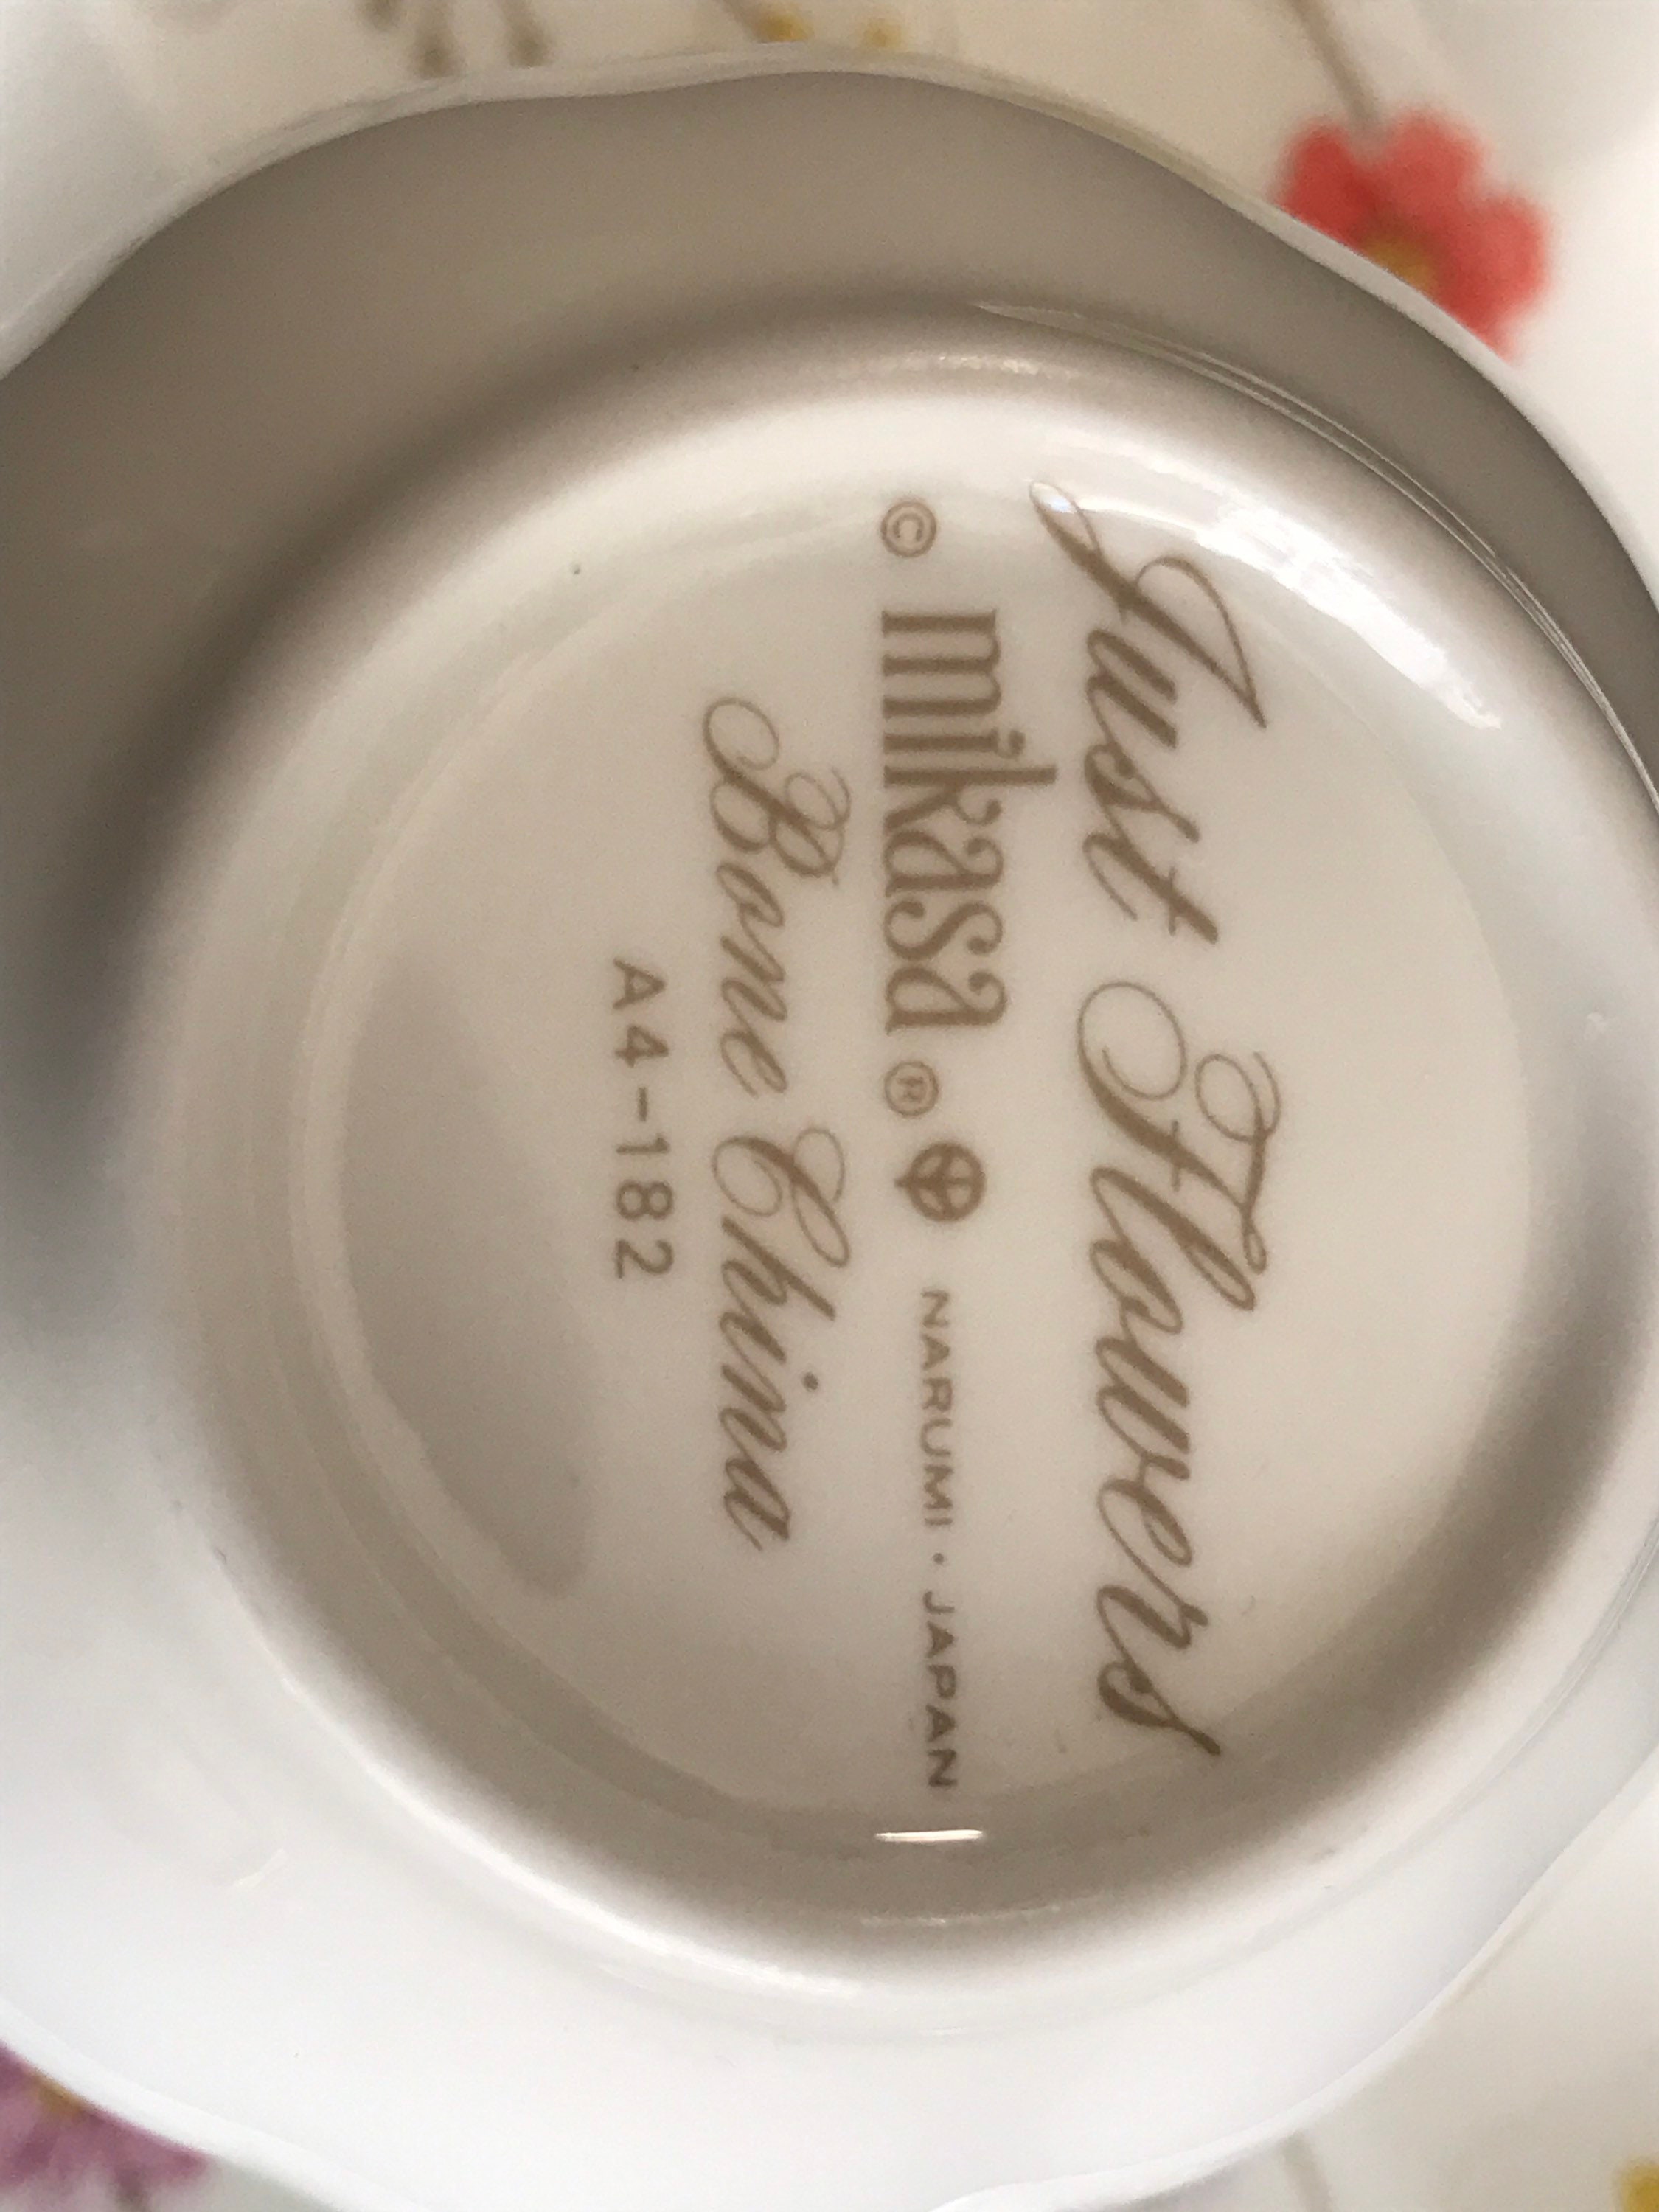 Just Flowers
© mikasa ® NARUMI · JAPAN
Bone China
A4-182